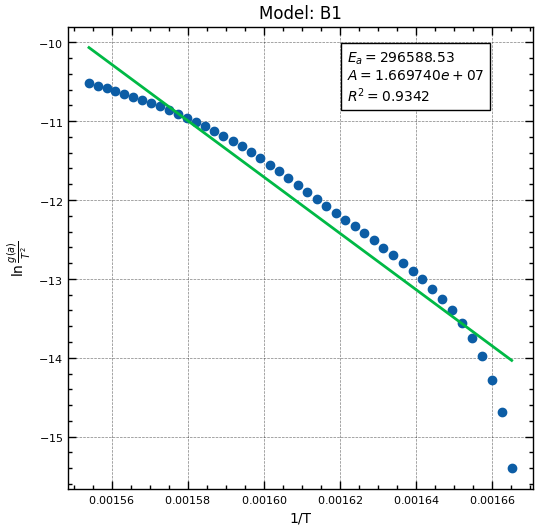 Model: B1
E_a = 296588.53
A = 1.669740e + 07
R^2 = 0.9342
−10
−11
−12
−13
−14
−15
ln g(a)/T^2
0.00156 0.00158 0.00160 0.00162 0.00164 0.00166
1/T